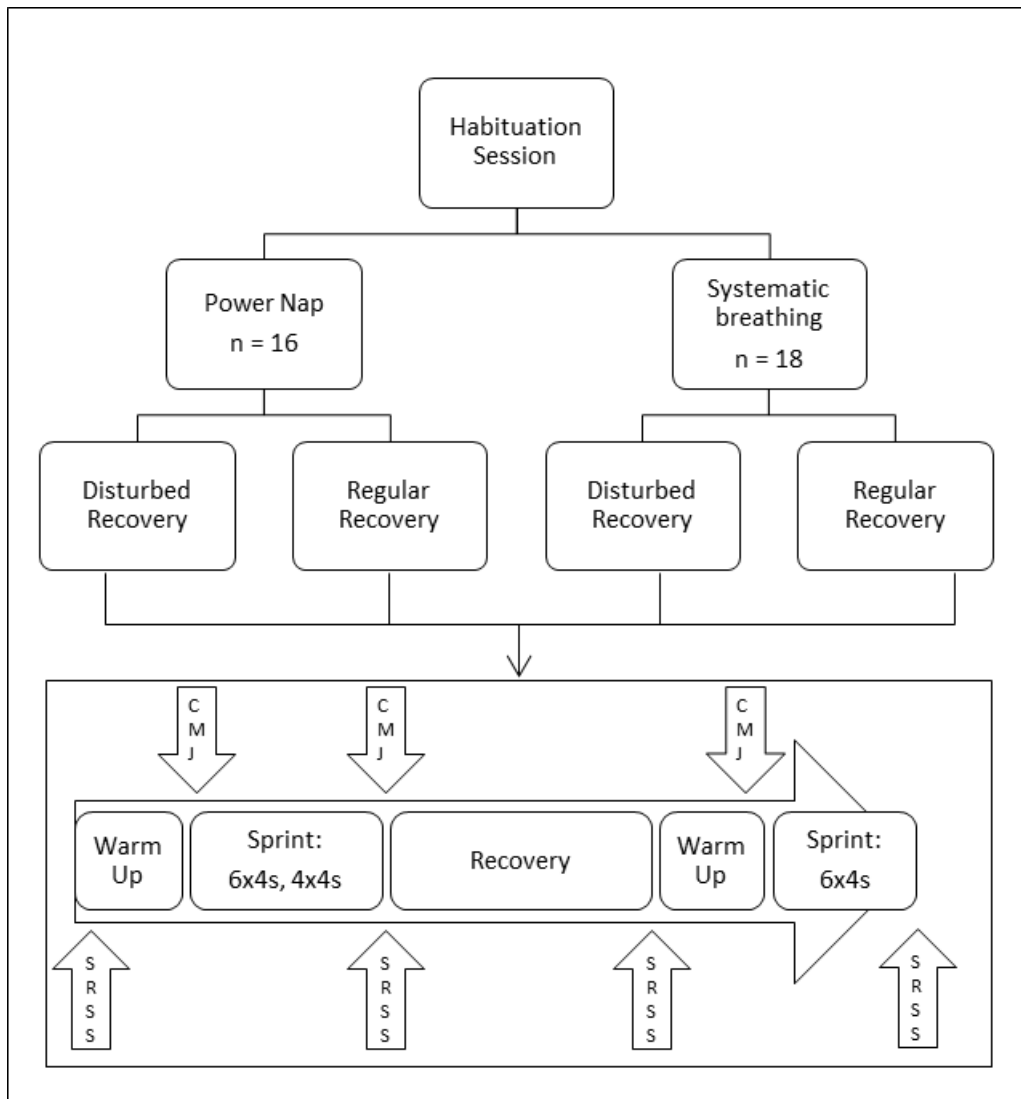 Habituation
Session
Power Nap
n = 16
Systematic
breathing
n = 18
Disturbed
Recovery
Regular
Recovery
Disturbed
Recovery
Regular
Recovery
C
M
J
C
M
J
C
M
J
Warm
Up
Sprint:
6x4s, 4x4s
Recovery
Warm
Up
Sprint:
6x4s
S
R
S
S
S
R
S
S
S
R
S
S
S
R
S
S